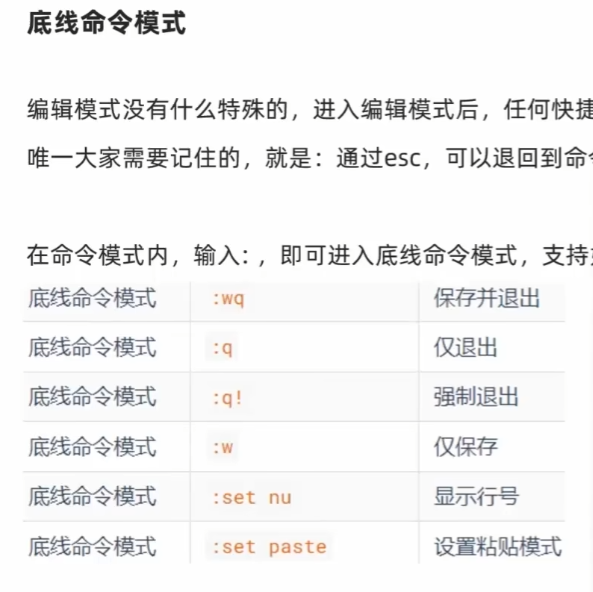 底线命令模式
编辑模式没有什么特殊的，进入编辑模式后，任何快捷
唯一大家需要记住的，就是：通过esc，可以退回到命令
在命令模式内，输入: ，即可进入底线命令模式，支持
底线命令模式 :wq 保存并退出
底线命令模式 :q 仅退出
底线命令模式 :q! 强制退出
底线命令模式 :w 仅保存
底线命令模式 :set nu 显示行号
底线命令模式 :set paste 设置粘贴模式